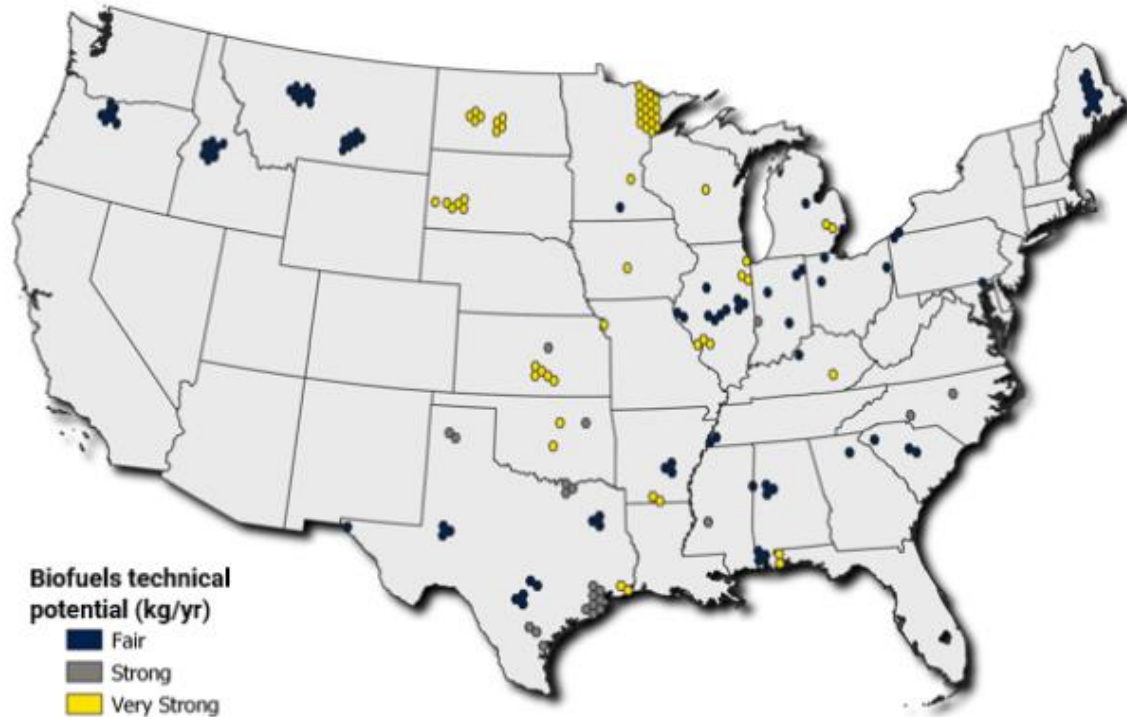 Biofuels technical
potential (kg/yr)
Fair
Strong
Very Strong